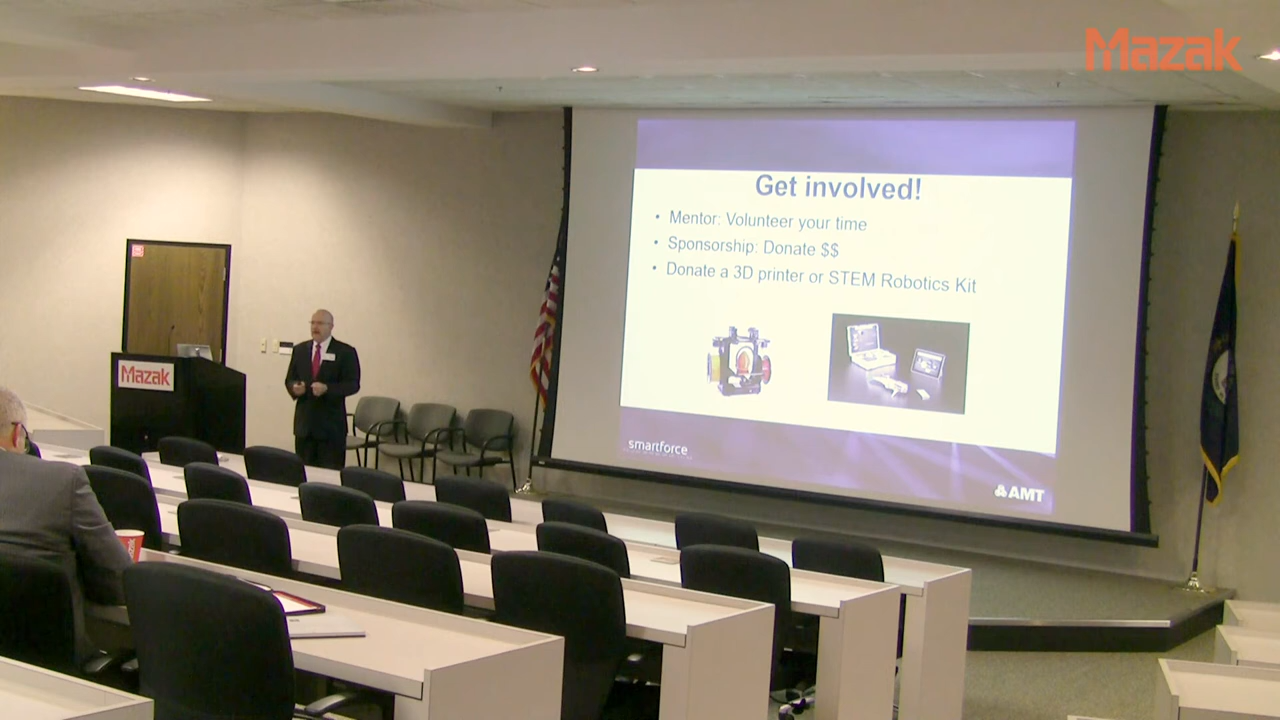 Mazak
Get involved!
• Mentor: Volunteer your time
• Sponsorship: Donate $$
• Donate a 3D printer or STEM Robotics Kit
Mazak
smartforce
AMT